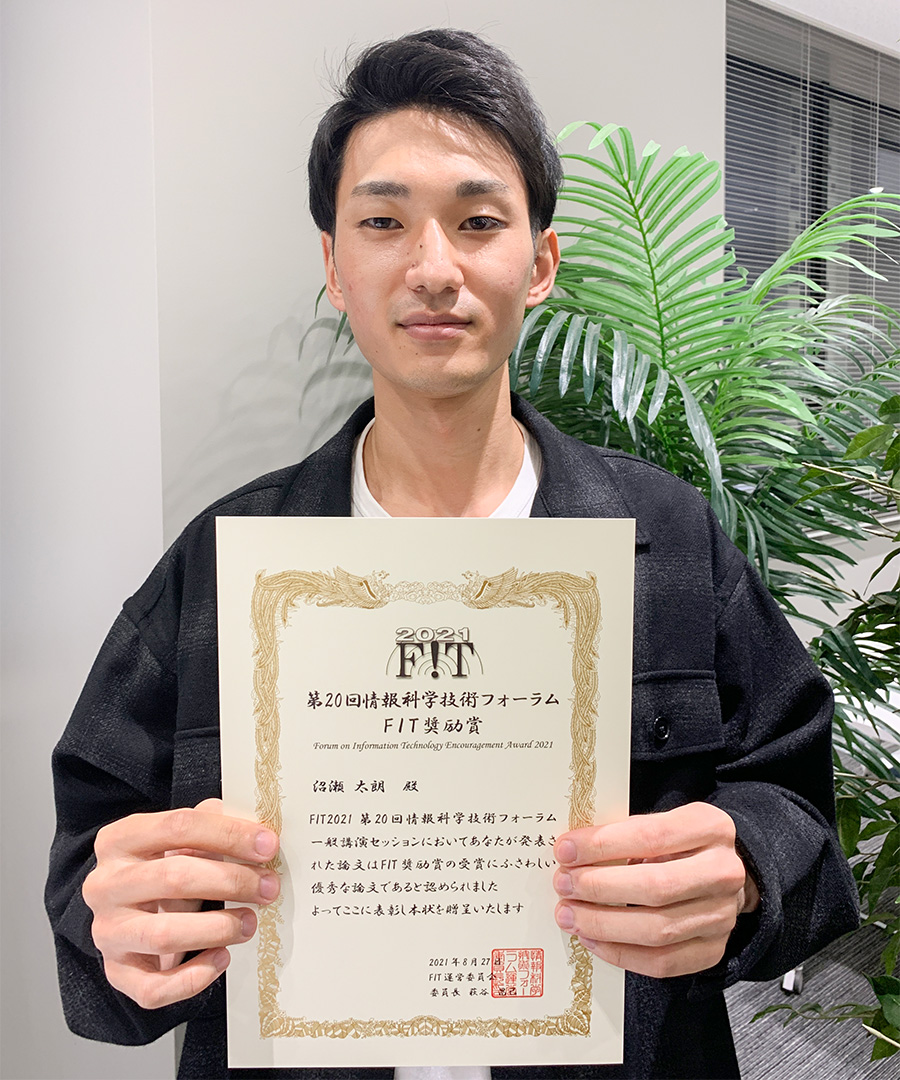 2021
F!T
第20回情報科学技術フォーラム
FIT奨励賞
Forum on Information Technology Encouragement Award 2021
沼瀬 太朗 殿
FIT2021 第20回情報科学技術フォーラム
一般講演セッションにおいてあなたが発表さ
れた論文はFIT奨励賞の受賞にふさわしい
優秀な論文であると認められました
よってここに表彰し本状を贈呈いたします
2021年8月27日
FIT運営委員会
委員長 萩谷